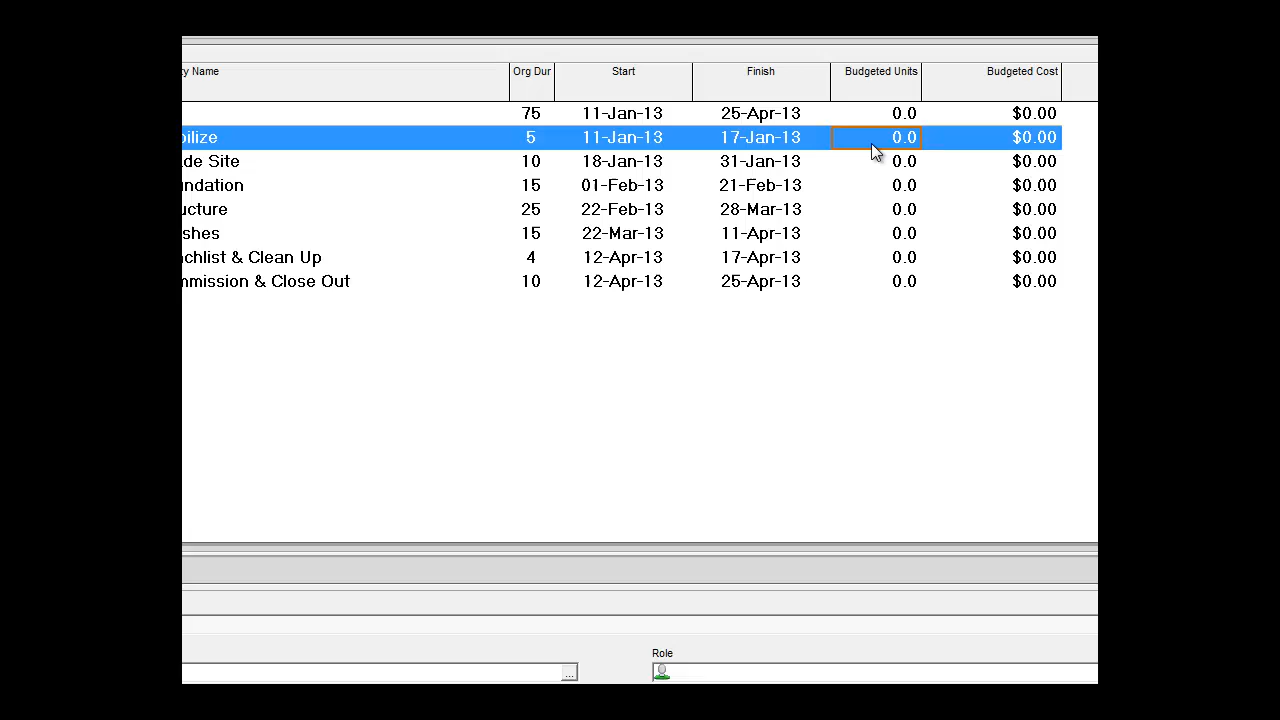 ty Name Org Dur Start Finish Budgeted Units Budgeted Cost
75 11-Jan-13 25-Apr-13 0.0 $0.00
bilize 5 11-Jan-13 17-Jan-13 0.0 $0.00
ade Site 10 18-Jan-13 31-Jan-13 0.0 $0.00
undation 15 01-Feb-13 21-Feb-13 0.0 $0.00
ucture 25 22-Feb-13 28-Mar-13 0.0 $0.00
shes 15 22-Mar-13 11-Apr-13 0.0 $0.00
chlist & Clean Up 4 12-Apr-13 17-Apr-13 0.0 $0.00
mmission & Close Out 10 12-Apr-13 25-Apr-13 0.0 $0.00
Role
...